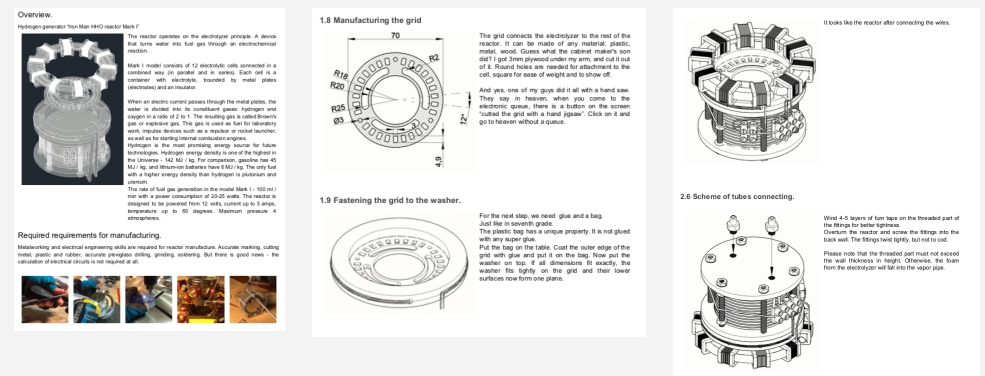 Overview.
Hydrogen generator "Iron Man HHO reactor Mark I"
The reactor operates on the electrolyzer principle. A device
that turns water into fuel gas through an electrochemical
reaction.
Mark I model consists of 12 electrolytic cells connected in a
combined way (in parallel and in series). Each cell is a
container with electrolyte, bounded by metal plates
(electrodes) and an insulator.
When an electric current passes through the metal plates, the
water is divided into its constituent gases: hydrogen and
oxygen in a ratio of 2 to 1. The resulting gas is called Brown's
gas or explosive gas. This gas is used as fuel for laboratory
work, impulse devices such as a repulsor or rocket launcher,
as well as for starting internal combustion engines.
Hydrogen is the most promising energy source for future
technologies. Hydrogen energy density is one of the highest in
the Universe - 142 MJ / kg. For comparison, gasoline has 45
MJ / kg, and lithium-ion batteries have 6 MJ / kg. The only fuel
with a higher energy density than hydrogen is plutonium and
uranium.
The rate of fuel gas generation in the model Mark I - 100 ml /
min with a power consumption of 20-25 watts. The reactor is
designed to be powered from 12 volts, current up to 5 amps,
temperature up to 60 degrees. Maximum pressure 4
atmospheres.
Required requirements for manufacturing.
Metalworking and electrical engineering skills are required for reactor manufacture. Accurate marking, cutting
metal, plastic and rubber, accurate plexiglass drilling, grinding, soldering. But there is good news - the
calculation of electrical circuits is not required at all.
1.8 Manufacturing the grid
70
R2
R18
R20
R25
Ø3
2
12°
4,9
The grid connects the electrolyzer to the rest of the
reactor. It can be made of any material: plastic,
metal, wood. Guess what the cabinet maker's son
did? I got 3mm plywood under my arm, and cut it out
of it. Round holes are needed for attachment to the
cell, square for ease of weight and to show off.
And yes, one of my guys did it all with a hand saw.
They say in heaven, when you come to the
electronic queue, there is a button on the screen
"cutted the grid with a hand jigsaw". Click on it and
go to heaven without a queue.
1.9 Fastening the grid to the washer.
For the next step, we need glue and a bag.
Just like in seventh grade.
The plastic bag has a unique property. It is not glued
with any super glue.
Put the bag on the table. Coat the outer edge of the
grid with glue and put it on the bag. Now put the
washer on top. If all dimensions fit exactly, the
washer fits tightly on the grid and their lower
surfaces now form one plane.
It looks like the reactor after connecting the wires.
2.6 Scheme of tubes connecting.
Wind 4-5 layers of fum tape on the threaded part of
the fittings for better tightness.
Overturn the reactor and screw the fittings into the
back wall. The fittings twist tightly, but not to cod.
Please note that the threaded part must not exceed
the wall thickness in height. Otherwise, the foam
from the electrolyzer will fall into the vapor pipe.